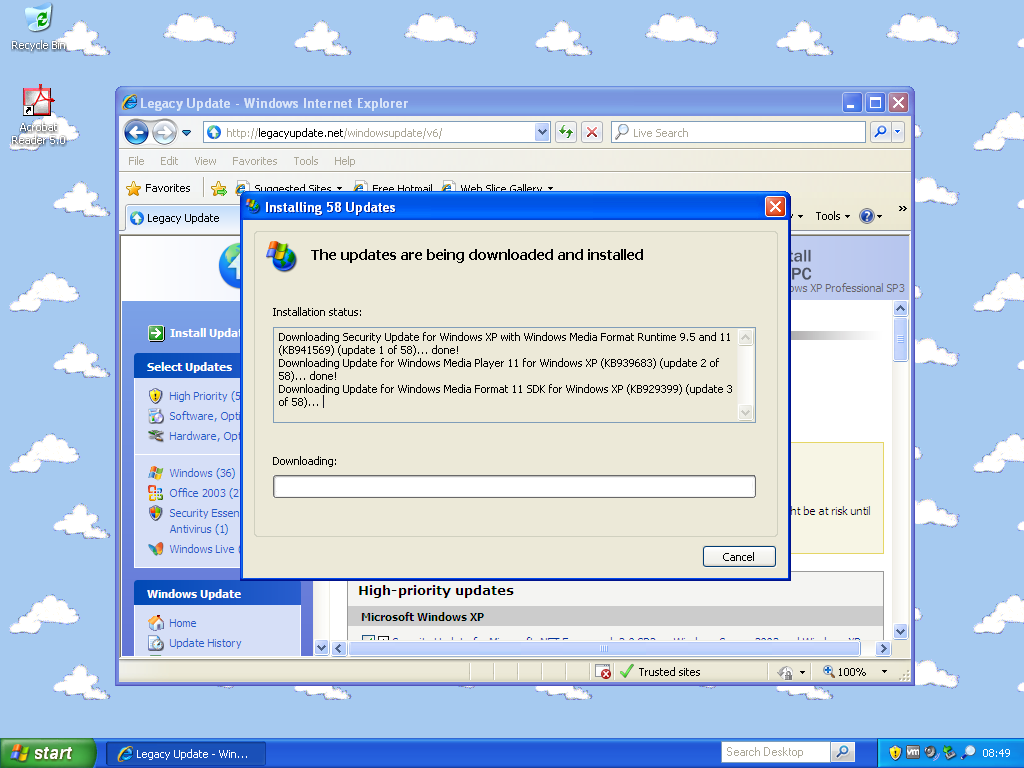 Recycle Bin
Acrobat
Reader 5.0
Legacy Update - Windows Internet Explorer
http://legacyupdate.net/windowsupdate/v6/
Live Search
File Edit View Favorites Tools Help
Favorites Suggested Sites Free Hotmail Web Slice Gallery
Legacy Update
Tools
Installing 58 Updates
The updates are being downloaded and installed
Installation status:
Downloading Security Update for Windows XP with Windows Media Format Runtime 9.5 and 11
(KB941569) (update 1 of 58)... done!
Downloading Update for Windows Media Player 11 for Windows XP (KB939683) (update 2 of
58)... done!
Downloading Update for Windows Media Format 11 SDK for Windows XP (KB929399) (update 3
of 58)...
Downloading:
Cancel
all
PC
ows XP Professional SP3
Install Updat
Select Updates
High Priority (5
Software, Opti
Hardware, Opt
Windows (36)
Office 2003 (2
Security Essen
Antivirus (1)
Windows Live (
ht be at risk until
Windows Update
Home
Update History
High-priority updates
Microsoft Windows XP
Trusted sites
100%
start
Legacy Update - Win...
Search Desktop
08:49